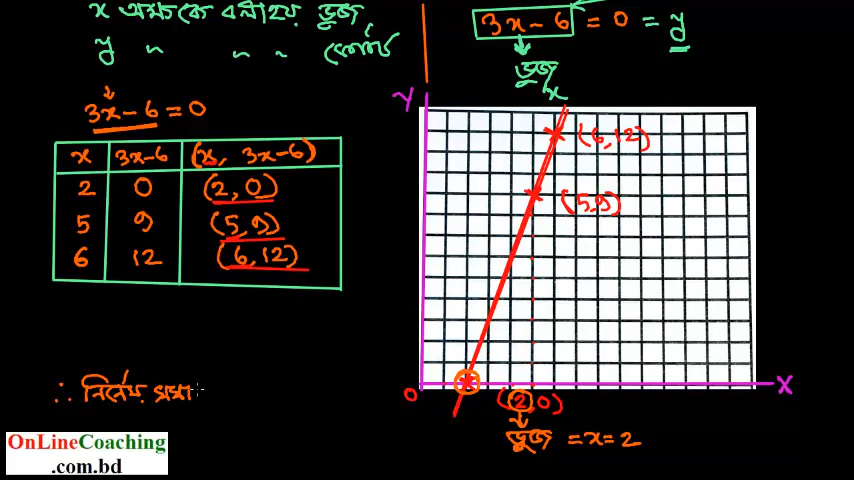 x অক্ষকে বলা হয় ভুজ
y " " " কোটি
3x - 6 = 0 = y
ভুজ
x
3x - 6 = 0
x 3x-6 (x, 3x-6)
2 0 (2, 0)
5 9 (5, 9)
6 12 (6, 12)
Y
(6, 12)
(5, 9)
0
X
(2, 0)
ভুজ = x = 2
∴ নির্ণেয় সমা
OnLineCoaching
.com.bd